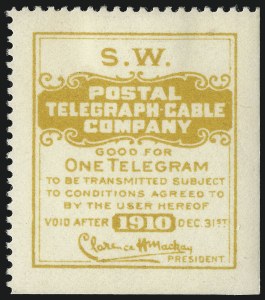 S.W.
POSTAL
TELEGRAPH-CABLE
COMPANY
GOOD FOR
ONE TELEGRAM
TO BE TRANSMITTED SUBJECT
TO CONDITIONS AGREED TO
BY THE USER HEREOF
VOID AFTER 1910 DEC. 31ST
Clarence H Mackay
PRESIDENT